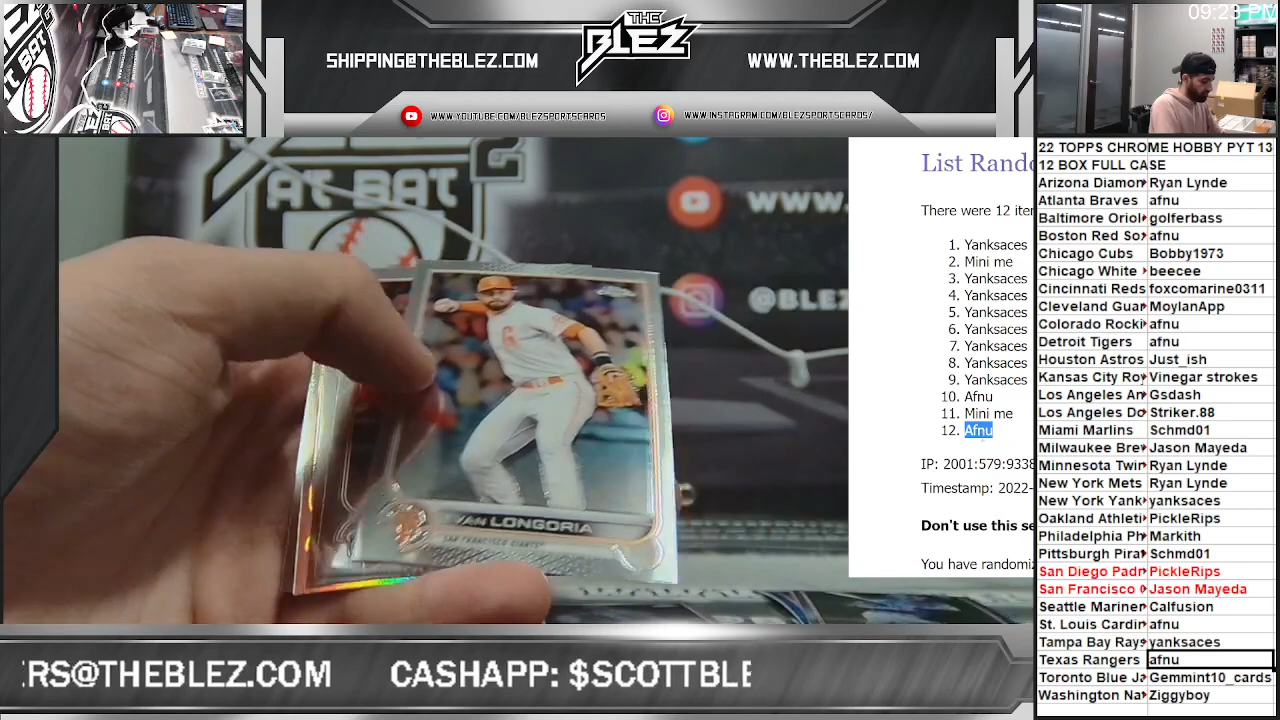 09:23 PM
THE
BLEZ
SHIPPING@THEBLEZ.COM
WWW.THEBLEZ.COM
WWW.YOUTUBE.COM/BLEZSPORTSCARDS
WWW.INSTAGRAM.COM/BLEZSPORTSCARDS/
AT BAT
AT BAT
WWW.
@BLEZ
LONGORIA
SAN FRANCISCO GIANTS
List Rando
There were 12 iter
1. Yanksaces
2. Mini me
3. Yanksaces
4. Yanksaces
5. Yanksaces
6. Yanksaces
7. Yanksaces
8. Yanksaces
9. Yanksaces
10. Afnu
11. Mini me
12. Afnu
IP: 2001:579:9338
Timestamp: 2022-
Don't use this se
You have randomiz
22 TOPPS CHROME HOBBY PYT 13
12 BOX FULL CASE
Arizona Diamon Ryan Lynde
Atlanta Braves afnu
Baltimore Oriol golferbass
Boston Red So afnu
Chicago Cubs Bobby1973
Chicago White beecee
Cincinnati Reds foxcomarine0311
Cleveland Gua MoylanApp
Colorado Rocki afnu
Detroit Tigers afnu
Houston Astros Just_ish
Kansas City Ro Vinegar strokes
Los Angeles An Gsdash
Los Angeles Do Striker.88
Miami Marlins Schmd01
Milwaukee Bre Jason Mayeda
Minnesota Twin Ryan Lynde
New York Mets Ryan Lynde
New York Yank yanksaces
Oakland Athleti PickleRips
Philadelphia Ph Markith
Pittsburgh Pira Schmd01
San Diego Padr PickleRips
San Francisco Jason Mayeda
Seattle Mariner Calfusion
St. Louis Cardi afnu
Tampa Bay Ray yanksaces
Texas Rangers afnu
Toronto Blue Ja Gemmint10_cards
Washington Na Ziggyboy
ERS@THEBLEZ.COM CASHAPP: $SCOTTBLE